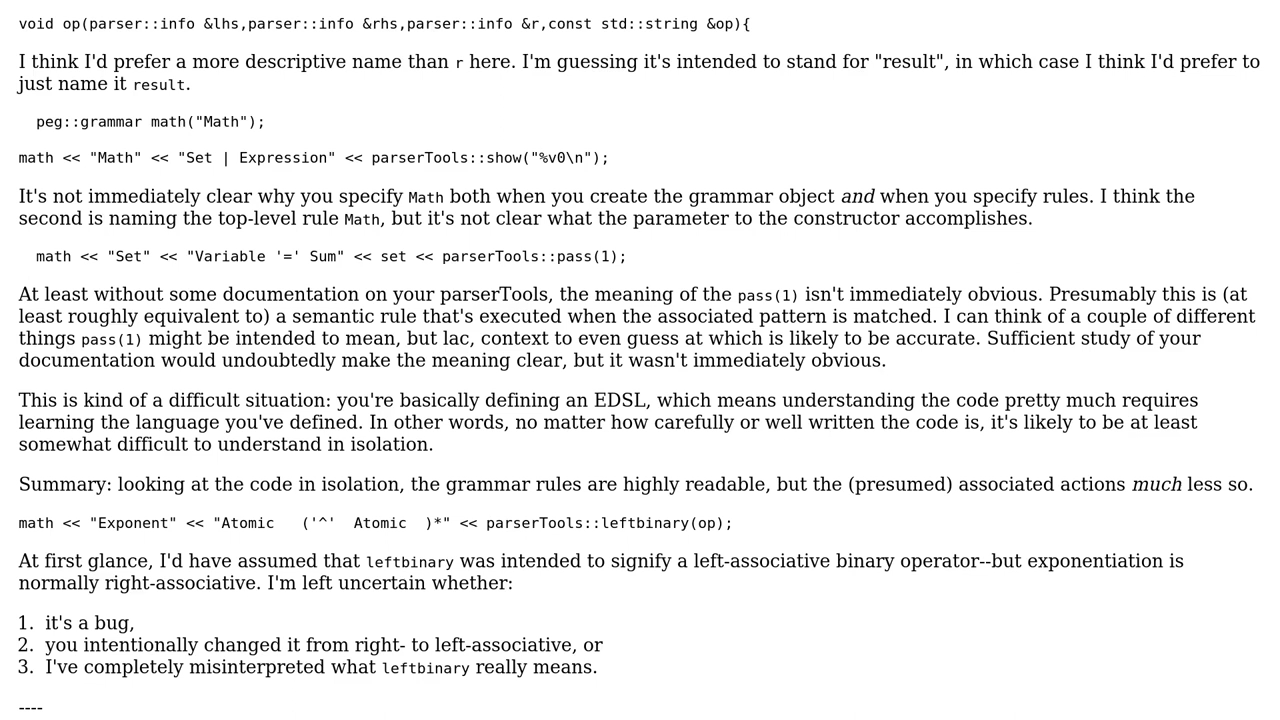 void op(parser::info &lhs,parser::info &rhs,parser::info &r,const std::string &op){
I think I'd prefer a more descriptive name than r here. I'm guessing it's intended to stand for "result", in which case I think I'd prefer to
just name it result.
peg::grammar math("Math");
math << "Math" << "Set | Expression" << parserTools::show("%v0\n");
It's not immediately clear why you specify Math both when you create the grammar object and when you specify rules. I think the
second is naming the top-level rule Math, but it's not clear what the parameter to the constructor accomplishes.
math << "Set" << "Variable '=' Sum" << set << parserTools::pass(1);
At least without some documentation on your parserTools, the meaning of the pass(1) isn't immediately obvious. Presumably this is (at
least roughly equivalent to) a semantic rule that's executed when the associated pattern is matched. I can think of a couple of different
things pass(1) might be intended to mean, but lac, context to even guess at which is likely to be accurate. Sufficient study of your
documentation would undoubtedly make the meaning clear, but it wasn't immediately obvious.
This is kind of a difficult situation: you're basically defining an EDSL, which means understanding the code pretty much requires
learning the language you've defined. In other words, no matter how carefully or well written the code is, it's likely to be at least
somewhat difficult to understand in isolation.
Summary: looking at the code in isolation, the grammar rules are highly readable, but the (presumed) associated actions much less so.
math << "Exponent" << "Atomic   ('^'  Atomic  )*" << parserTools::leftbinary(op);
At first glance, I'd have assumed that leftbinary was intended to signify a left-associative binary operator--but exponentiation is
normally right-associative. I'm left uncertain whether:
1. it's a bug,
2. you intentionally changed it from right- to left-associative, or
3. I've completely misinterpreted what leftbinary really means.
----